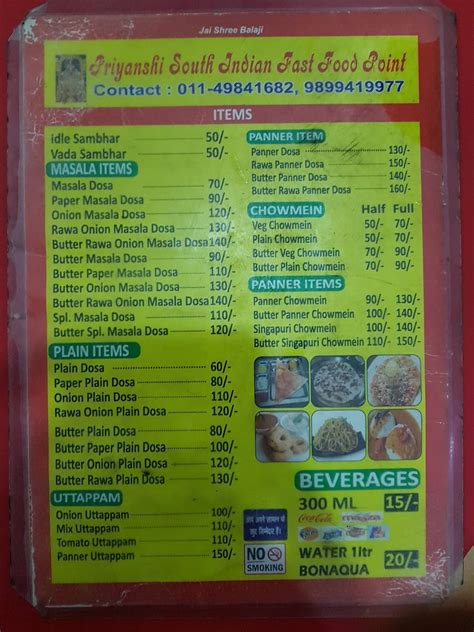 Jai Shree Balaji
Priyanshi South Indian Fast Food Point
Contact : 011-49841682, 9899419977
ITEMS
idle Sambhar 50/-
Vada Sambhar 50/-
MASALA ITEMS
Masala Dosa 70/-
Paper Masala Dosa 90/-
Onion Masala Dosa 120/-
Rawa Onion Masala Dosa 130/-
Butter Rawa Onion Masala Dosa 140/-
Butter Masala Dosa 90/-
Butter Paper Masala Dosa 110/-
Butter Onion Masala Dosa 130/-
Butter Rawa Onion Masala Dosa 140/-
Spl. Masala Dosa 110/-
Butter Spl. Masala Dosa 120/-
PLAIN ITEMS
Plain Dosa 60/-
Paper Plain Dosa 80/-
Onion Plain Dosa 110/-
Rawa Onion Plain Dosa 120/-
Butter Plain Dosa 80/-
Butter Paper Plain Dosa 100/-
Butter Onion Plain Dosa 120/-
Butter Rawa Plain Dosa 130/-
UTTAPPAM
Onion Uttappam 100/-
Mix Uttappam 110/-
Tomato Uttappam 110/-
Panner Uttappam 150/-
PANNER ITEM
Panner Dosa 130/-
Rawa Panner Dosa 150/-
Butter Panner Dosa 140/-
Butter Rawa Panner Dosa 160/-
CHOWMEIN Half Full
Veg Chowmein 50/- 70/-
Plain Chowmein 50/- 70/-
Butter Veg Chowmein 70/- 90/-
Butter Plain Chowmein 70/- 90/-
PANNER ITEMS
Panner Chowmein 90/- 130/-
Butter Panner Chowmein 100/- 140/-
Singapuri Chowmein 100/- 140/-
Butter Singapuri Chowmein 110/- 150/-
BEVERAGES
300 ML 15/-
Coca-Cola
WATER 1ltr
BONAQUA 20/-
आप अपने सामान के
खुद जिम्मेदार हैं।
NO
SMOKING